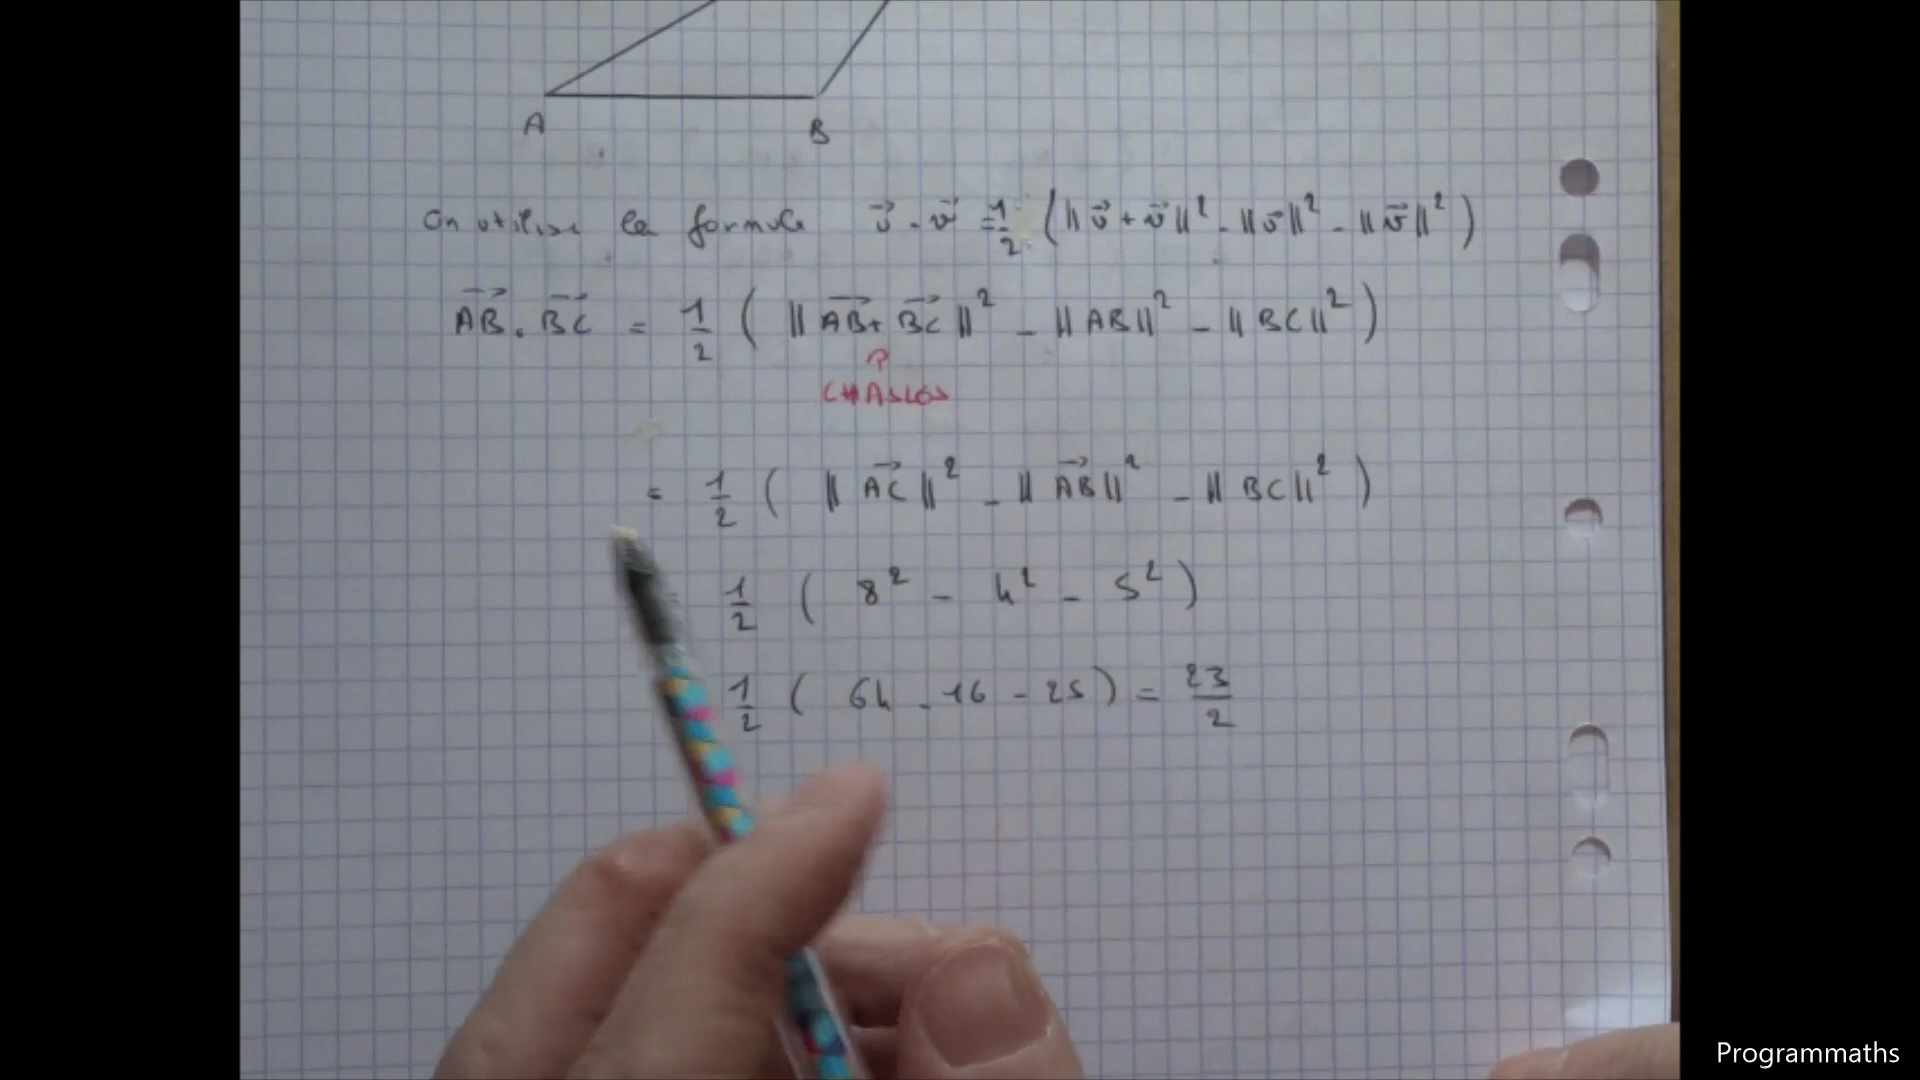 A B
On utilise la formule u⃗ . v⃗ = 1/2 (||u⃗ + v⃗||² - ||u⃗||² - ||v⃗||²)
AB⃗ . BC⃗ = 1/2 ( ||AB⃗ + BC⃗||² - ||AB||² - ||BC||² )
CHASLES
= 1/2 ( ||AC⃗||² - ||AB⃗||² - ||BC||² )
= 1/2 ( 8² - 4² - 5² )
1/2 ( 64 - 16 - 25 ) = 23/2
Programmaths